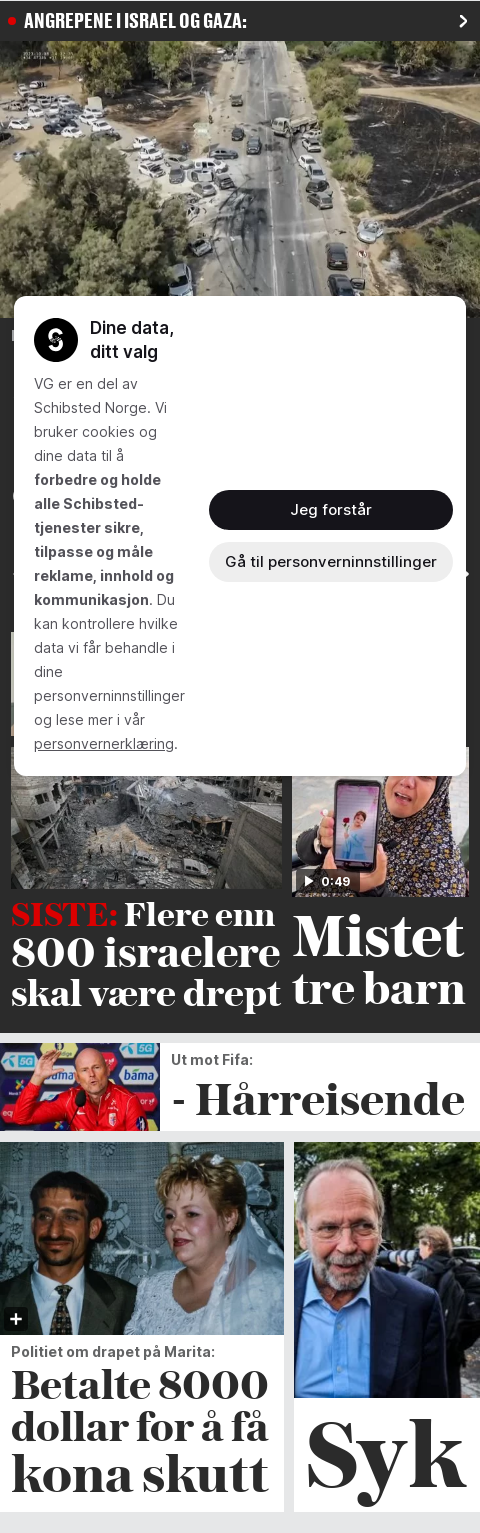 ANGREPENE I ISRAEL OG GAZA:
Dine data,
ditt valg
VG er en del av
Schibsted Norge. Vi
bruker cookies og
dine data til å
forbedre og holde
alle Schibsted-
tjenester sikre,
tilpasse og måle
reklame, innhold og
kommunikasjon. Du
kan kontrollere hvilke
data vi får behandle i
dine
personverninnstillinger
og lese mer i vår
personvernerklæring.
Jeg forstår
Gå til personverninnstillinger
0:49
SISTE: Flere enn
800 israelere
skal være drept
Mistet
tre barn
5G
5G
bama
bama
Ut mot Fifa:
- Hårreisende
Politiet om drapet på Marita:
Betalte 8000
dollar for å få
kona skutt
Syk